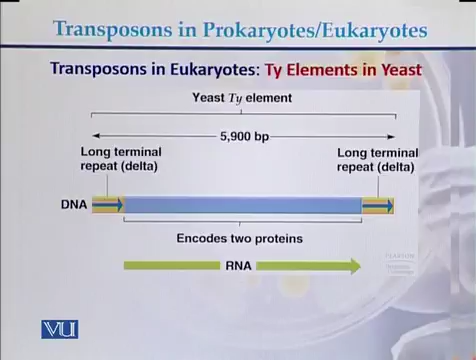 Transposons in Prokaryotes/Eukaryotes
Transposons in Eukaryotes: Ty Elements in Yeast
Yeast Ty element
5,900 bp
Long terminal
repeat (delta)
Long terminal
repeat (delta)
DNA
Encodes two proteins
RNA
PEARSON
VU